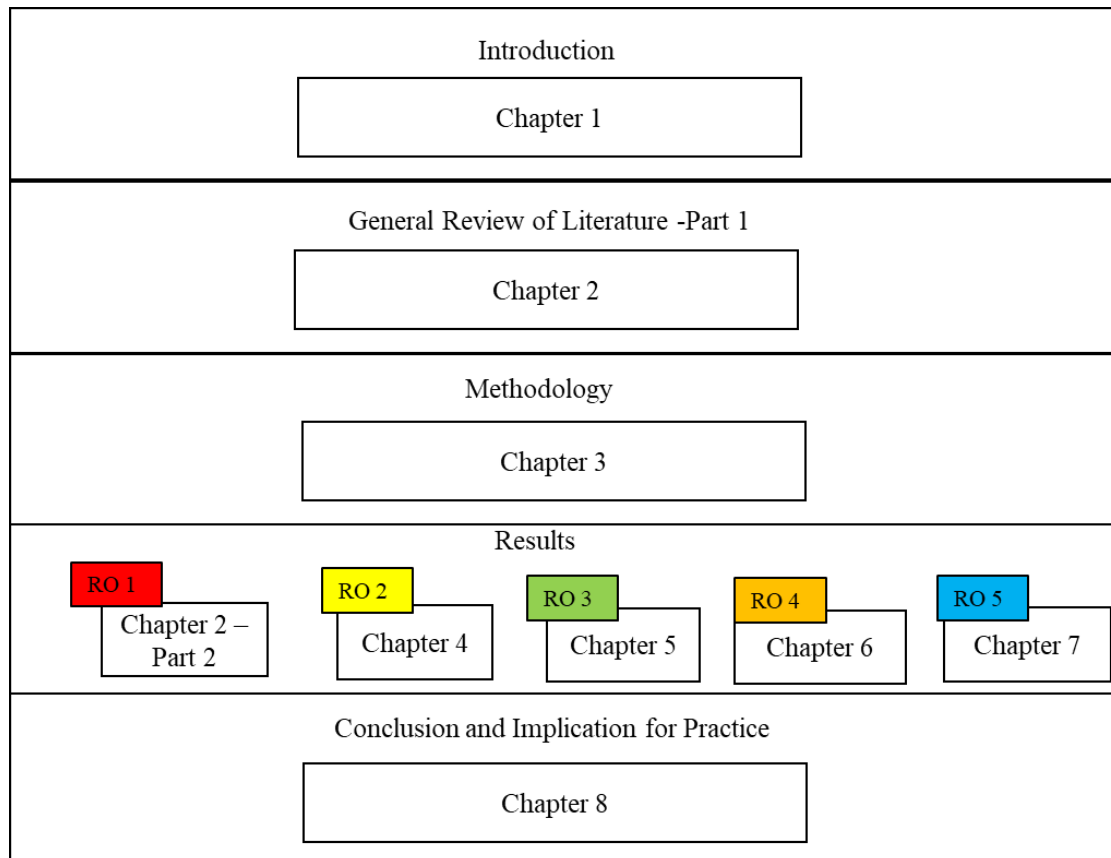 Introduction
Chapter 1
General Review of Literature -Part 1
Chapter 2
Methodology
Chapter 3
Results
RO 1
Chapter 2 –
Part 2
RO 2
Chapter 4
RO 3
Chapter 5
RO 4
Chapter 6
RO 5
Chapter 7
Conclusion and Implication for Practice
Chapter 8